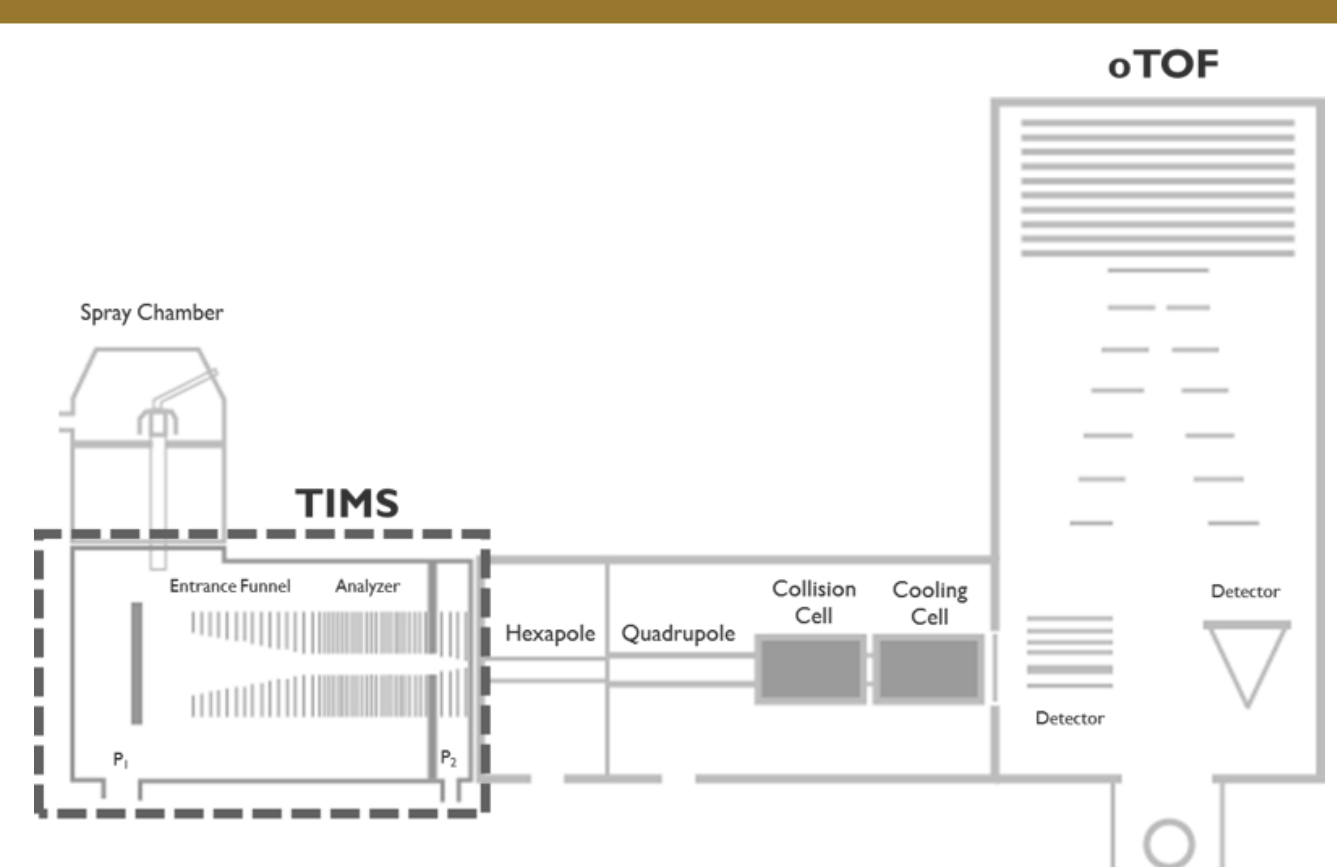 oTOF
Spray Chamber
TIMS
Entrance Funnel
Analyzer
Hexapole
Quadrupole
Collision
Cell
Cooling
Cell
Detector
Detector
P₁
P₂